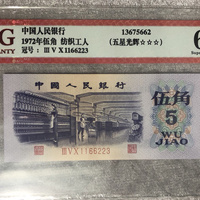 G
ANTY
中国人民银行
1972年伍角 纺织工人
冠号： III V X 1166223
13675662
(五星光辉☆☆☆)
6
中国人民银行
伍角
5
WU
JIAO
III V X 1166223